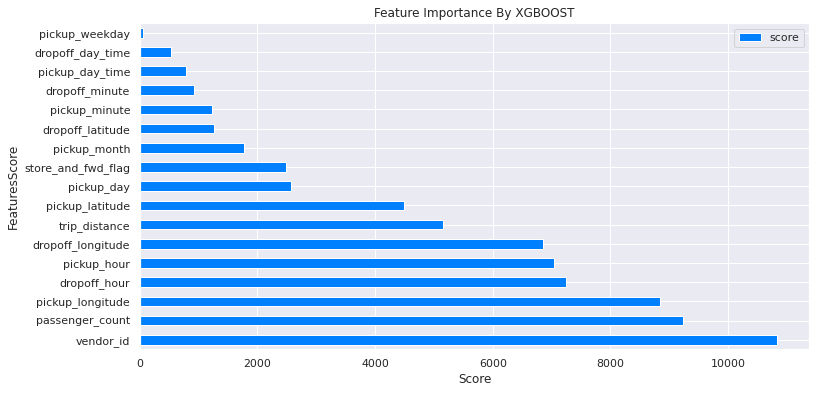 Feature Importance By XGBOOST
score
FeaturesScore
pickup_weekday
dropoff_day_time
pickup_day_time
dropoff_minute
pickup_minute
dropoff_latitude
pickup_month
store_and_fwd_flag
pickup_day
pickup_latitude
trip_distance
dropoff_longitude
pickup_hour
dropoff_hour
pickup_longitude
passenger_count
vendor_id
0 2000 4000 6000 8000 10000
Score